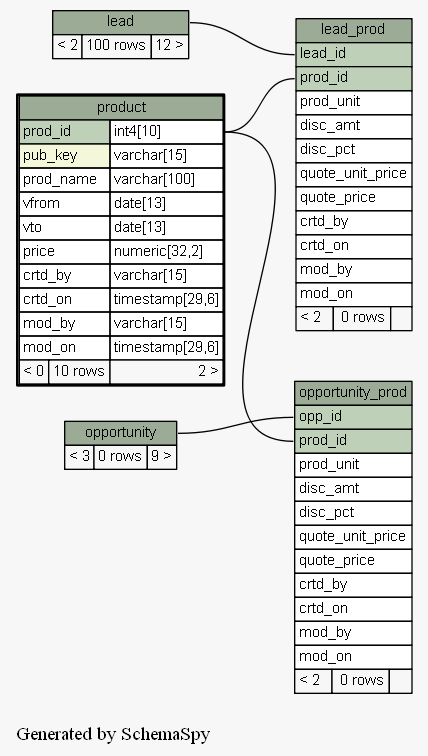 lead
< 2 100 rows 12 >
lead_prod
lead_id
prod_id
prod_unit
disc_amt
disc_pct
quote_unit_price
quote_price
crtd_by
crtd_on
mod_by
mod_on
< 2 0 rows
product
prod_id int4[10]
pub_key varchar[15]
prod_name varchar[100]
vfrom date[13]
vto date[13]
price numeric[32,2]
crtd_by varchar[15]
crtd_on timestamp[29,6]
mod_by varchar[15]
mod_on timestamp[29,6]
< 0 10 rows 2 >
opportunity
< 3 0 rows 9 >
opportunity_prod
opp_id
prod_id
prod_unit
disc_amt
disc_pct
quote_unit_price
quote_price
crtd_by
crtd_on
mod_by
mod_on
< 2 0 rows
Generated by SchemaSpy